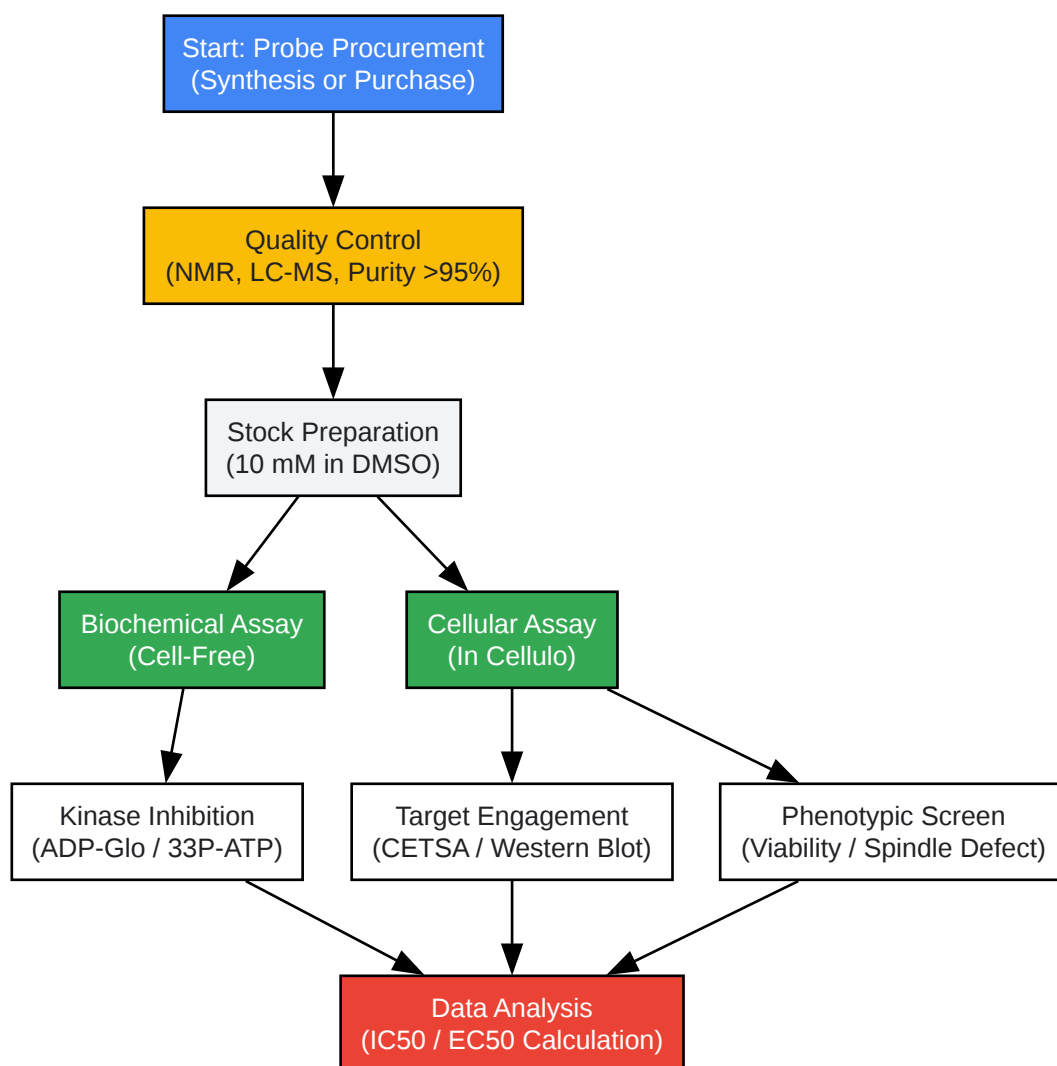 Start: Probe Procurement
(Synthesis or Purchase)
Quality Control
(NMR, LC-MS, Purity >95%)
Stock Preparation
(10 mM in DMSO)
Biochemical Assay
(Cell-Free)
Cellular Assay
(In Cellulo)
Kinase Inhibition
(ADP-Glo / 33P-ATP)
Target Engagement
(CETSA / Western Blot)
Phenotypic Screen
(Viability / Spindle Defect)
Data Analysis
(IC50 / EC50 Calculation)